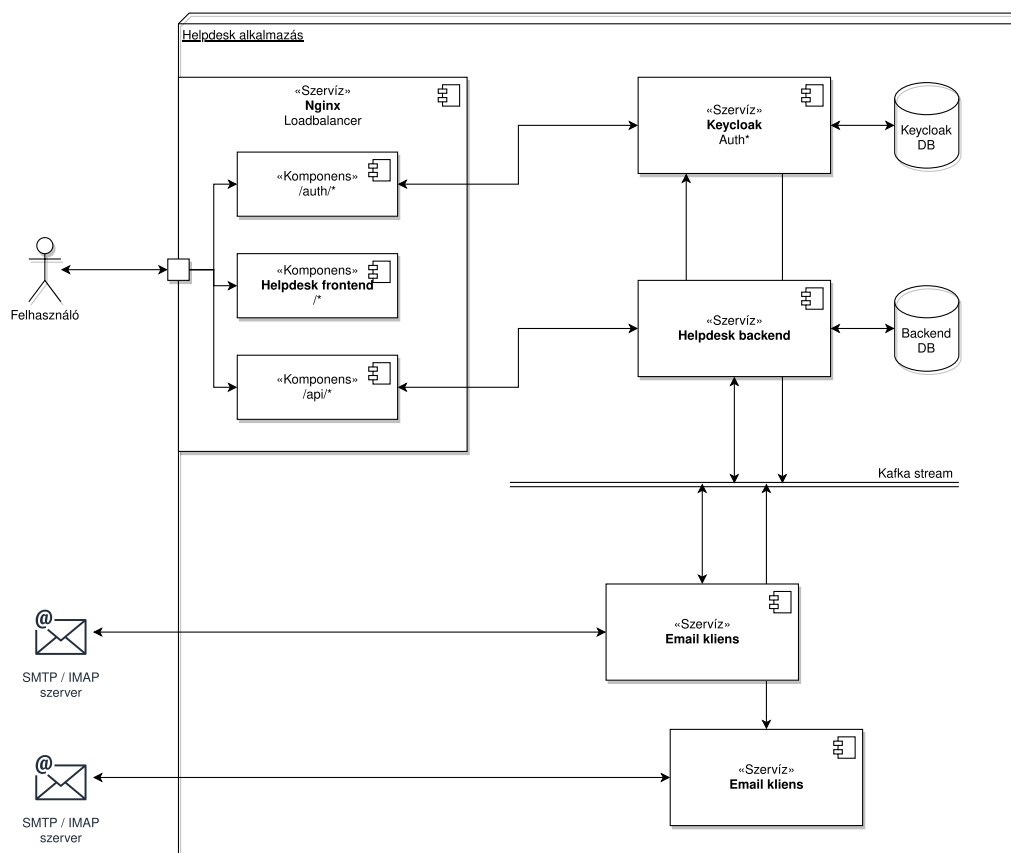 Helpdesk alkalmazás
«Szervíz»
Nginx
Loadbalancer
«Komponens»
/auth/*
«Komponens»
Helpdesk frontend
/*
«Komponens»
/api/*
«Szervíz»
Keycloak
Auth*
Keycloak
DB
Felhasználó
«Szervíz»
Helpdesk backend
Backend
DB
Kafka stream
@
SMTP / IMAP
szerver
«Szervíz»
Email kliens
@
SMTP / IMAP
szerver
«Szervíz»
Email kliens